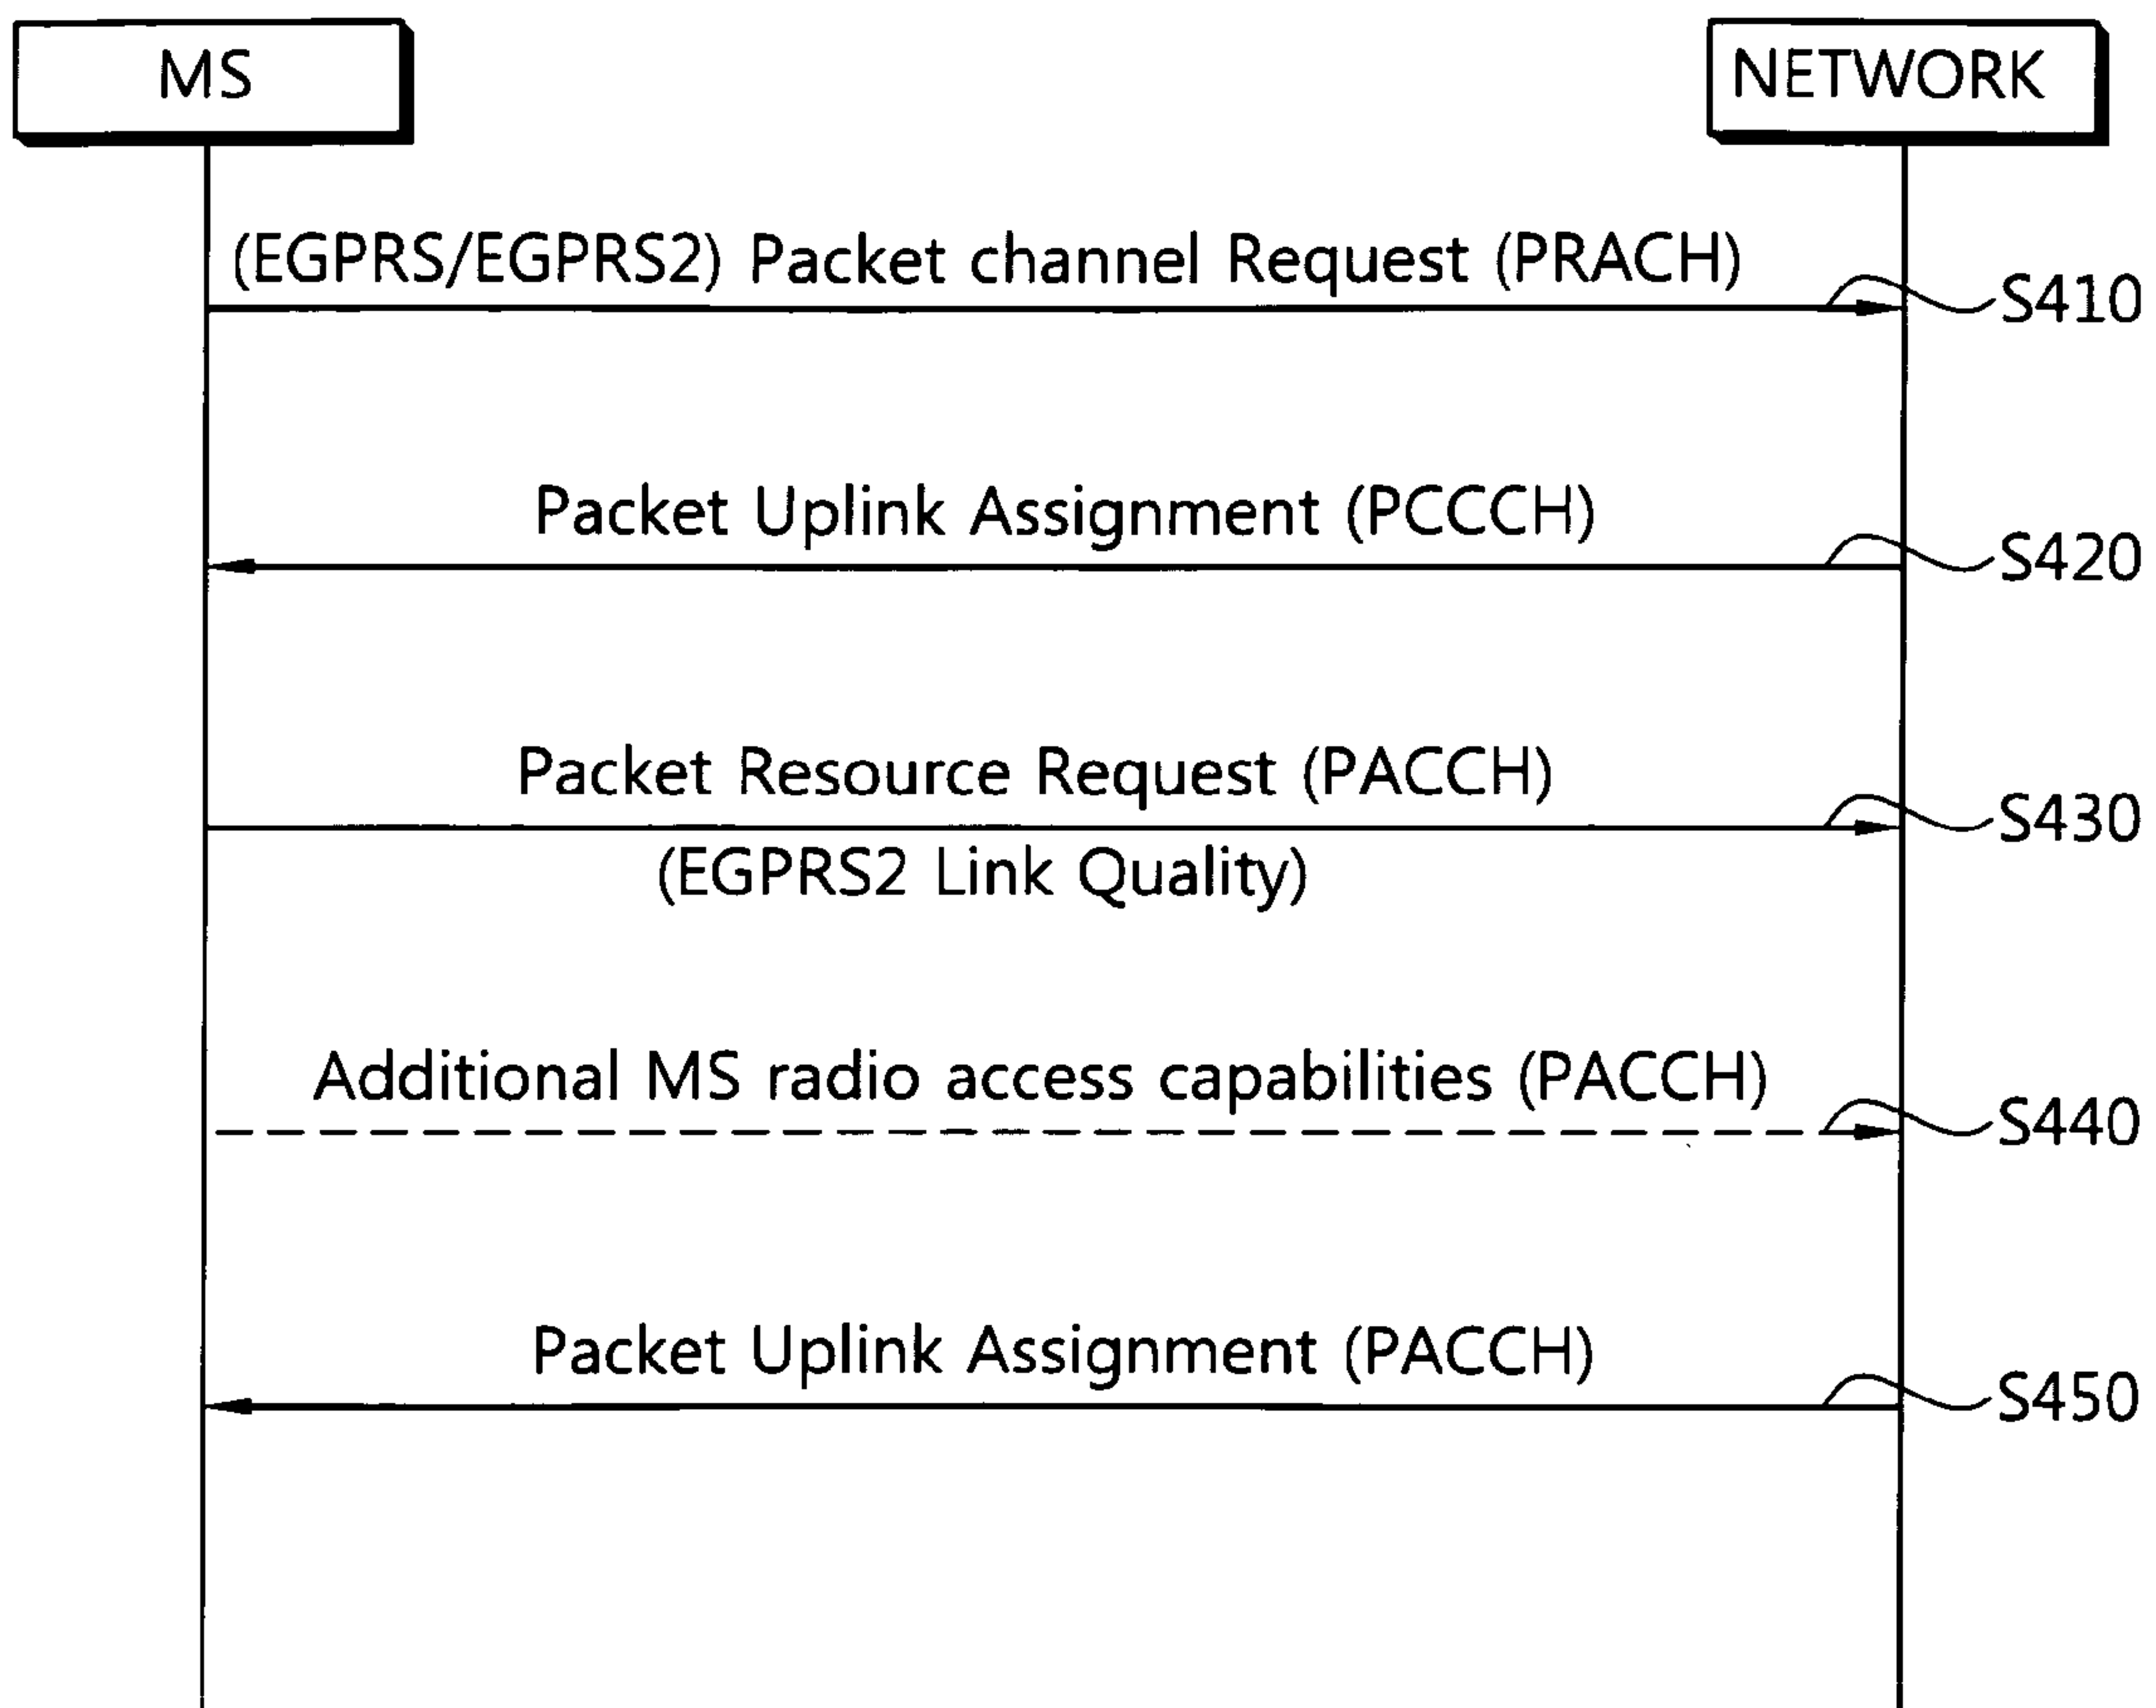 MS
NETWORK
(EGPRS/EGPRS2) Packet channel Request (PRACH)
S410
Packet Uplink Assignment (PCCCH)
S420
Packet Resource Request (PACCH)
S430
(EGPRS2 Link Quality)
Additional MS radio access capabilities (PACCH)
S440
Packet Uplink Assignment (PACCH)
S450